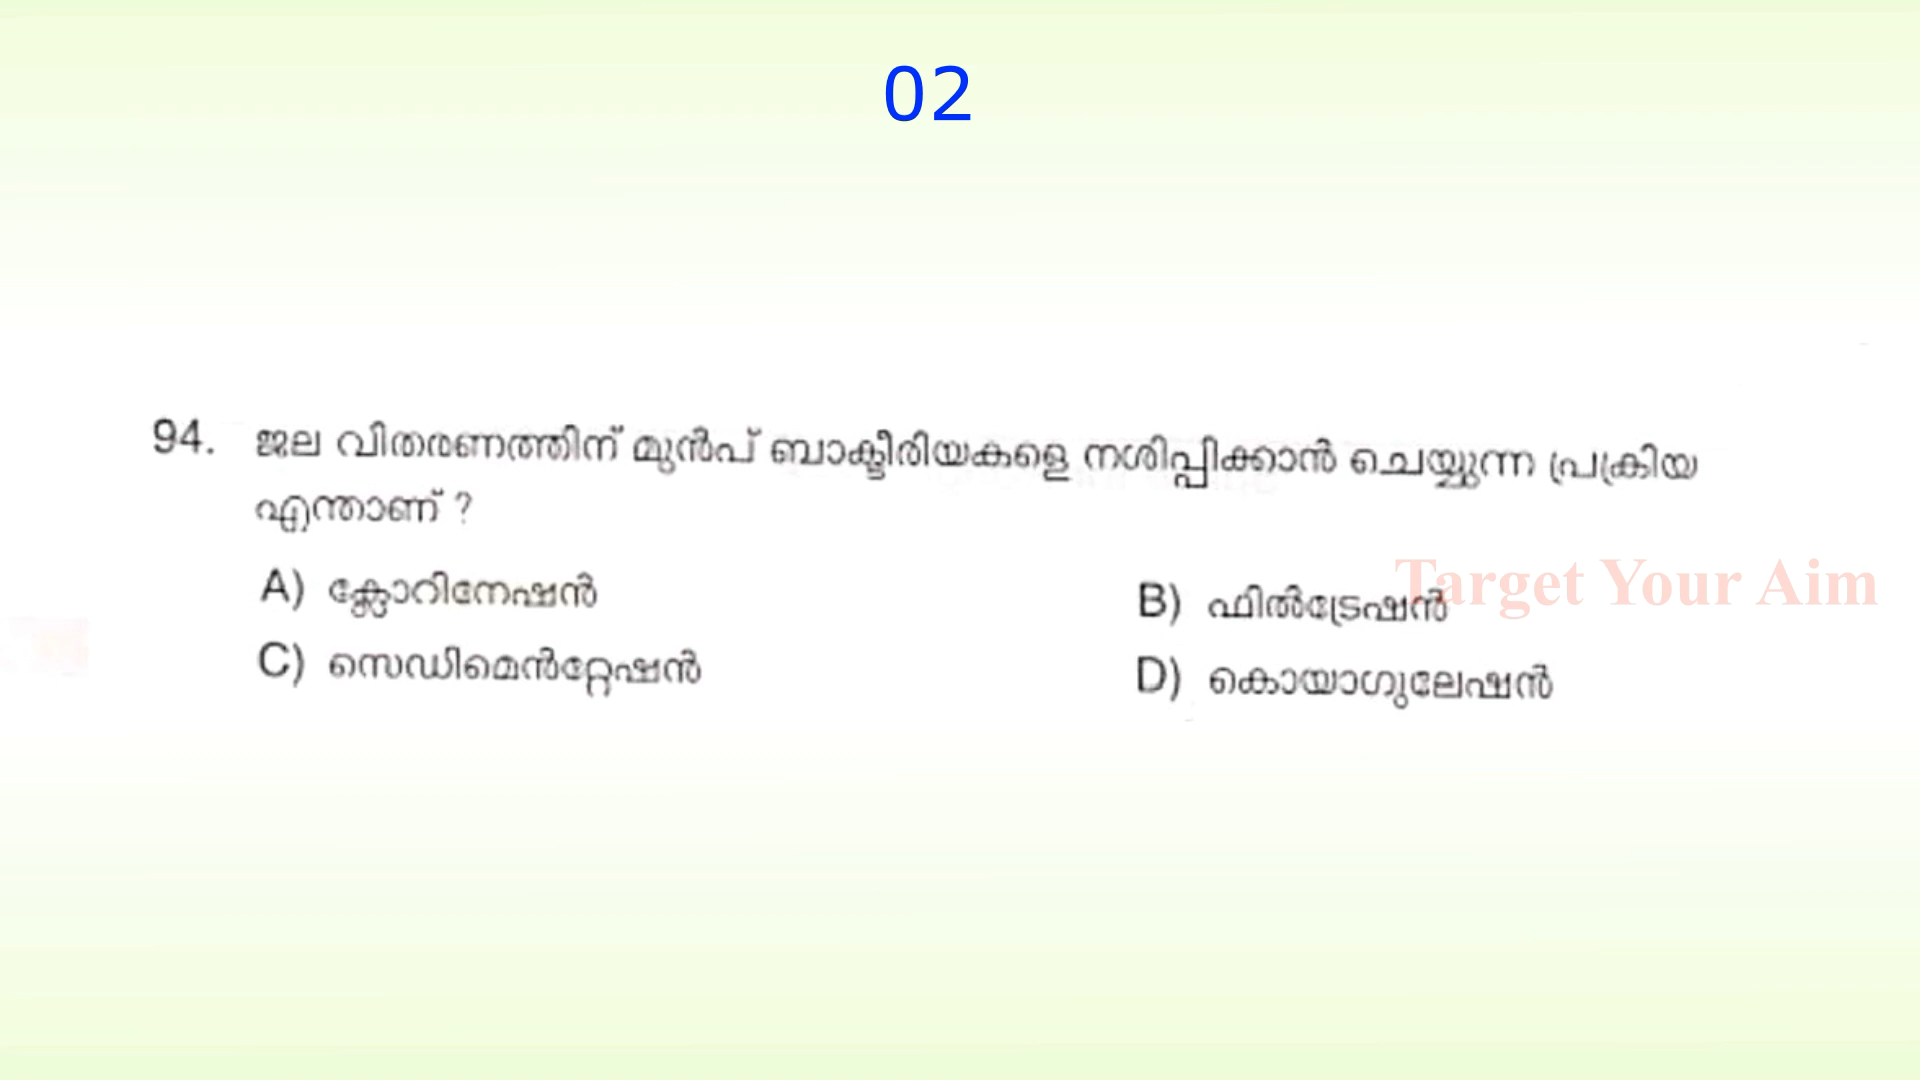 02
94. ജല വിതരണത്തിന് മുൻപ് ബാക്ടീരിയകളെ നശിപ്പിക്കാൻ ചെയ്യുന്ന പ്രക്രിയ
എന്താണ് ?
A) ക്ലോറിനേഷൻ B) ഫിൽട്രേഷൻ
Target Your Aim
C) സെഡിമെൻറ്റേഷൻ D) കൊയാഗുലേഷൻ